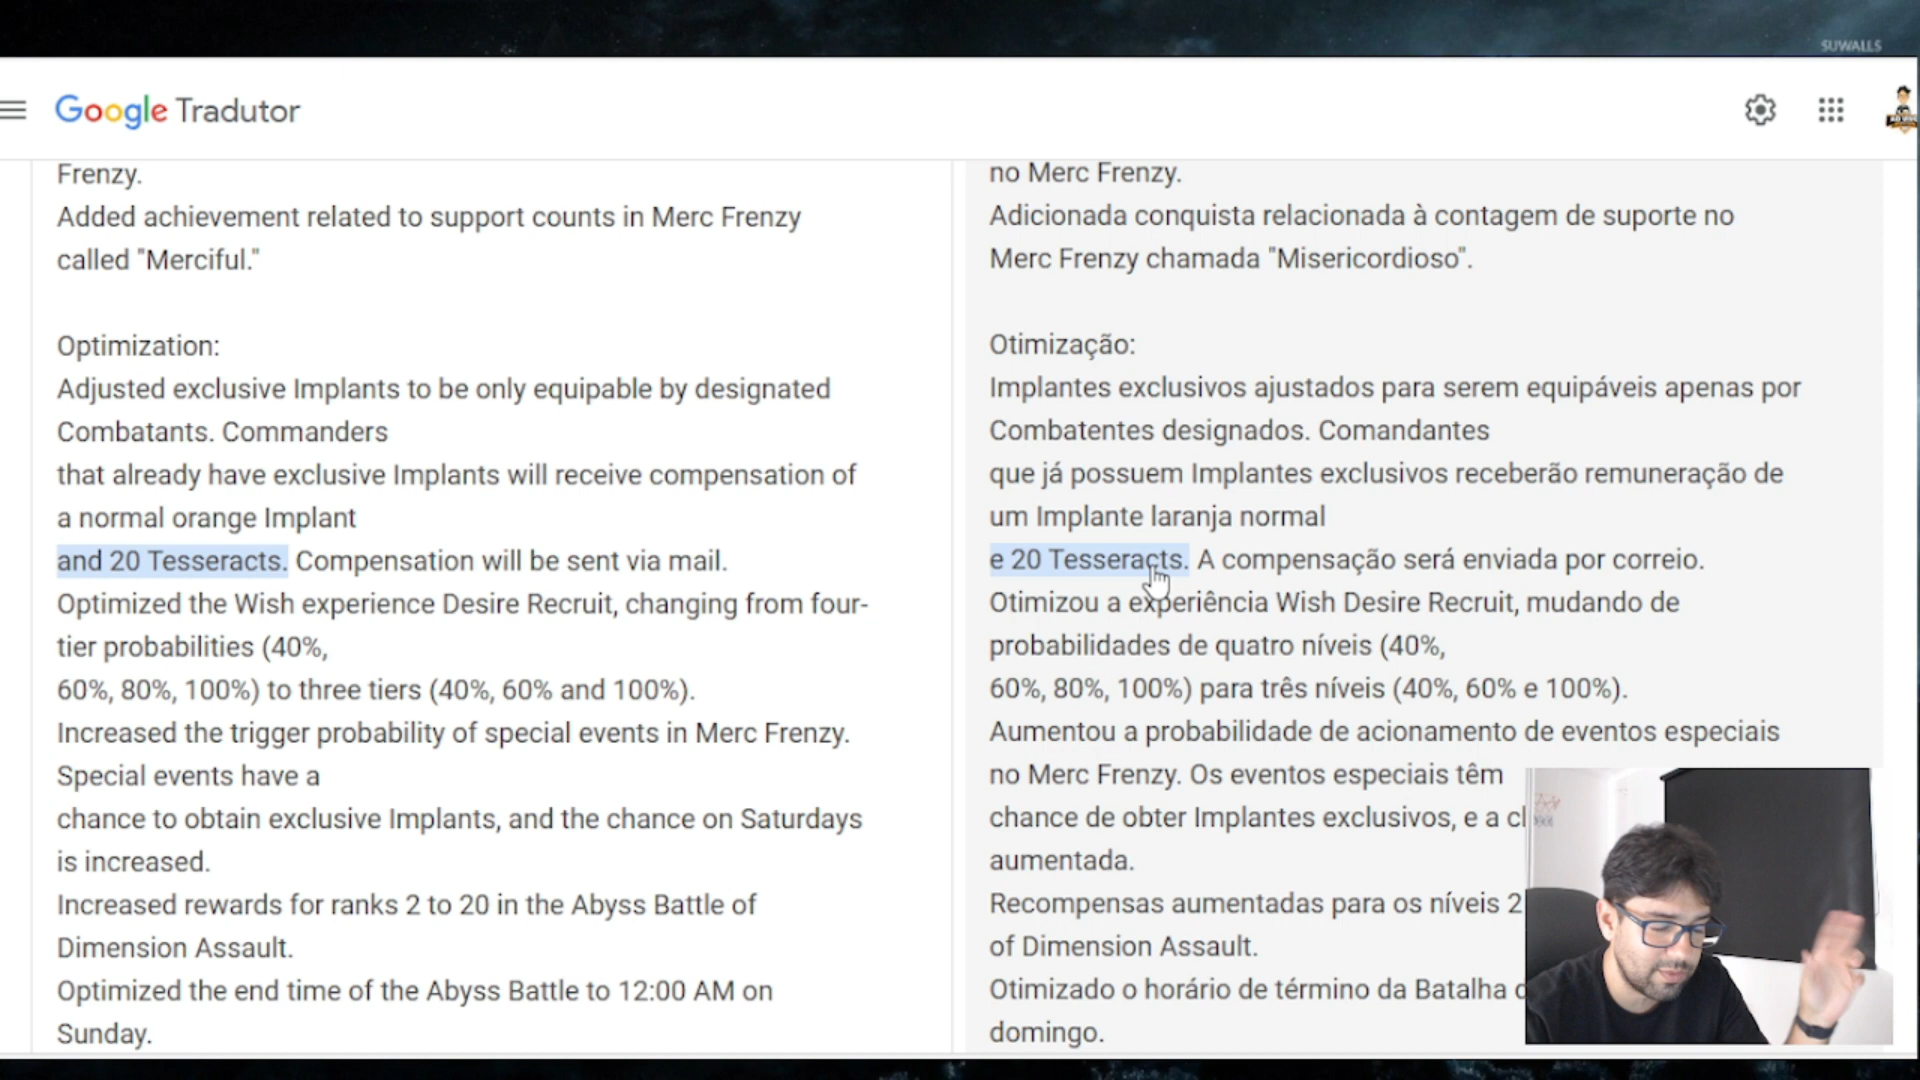 SUWALLS
Google Tradutor
Frenzy.
Added achievement related to support counts in Merc Frenzy
called "Merciful."
Optimization:
Adjusted exclusive Implants to be only equipable by designated
Combatants. Commanders
that already have exclusive Implants will receive compensation of
a normal orange Implant
and 20 Tesseracts. Compensation will be sent via mail.
Optimized the Wish experience Desire Recruit, changing from four-
tier probabilities (40%,
60%, 80%, 100%) to three tiers (40%, 60% and 100%).
Increased the trigger probability of special events in Merc Frenzy.
Special events have a
chance to obtain exclusive Implants, and the chance on Saturdays
is increased.
Increased rewards for ranks 2 to 20 in the Abyss Battle of
Dimension Assault.
Optimized the end time of the Abyss Battle to 12:00 AM on
Sunday.
no Merc Frenzy.
Adicionada conquista relacionada à contagem de suporte no
Merc Frenzy chamada "Misericordioso".
Otimização:
Implantes exclusivos ajustados para serem equipáveis apenas por
Combatentes designados. Comandantes
que já possuem Implantes exclusivos receberão remuneração de
um Implante laranja normal
e 20 Tesseracts. A compensação será enviada por correio.
Otimizou a experiência Wish Desire Recruit, mudando de
probabilidades de quatro níveis (40%,
60%, 80%, 100%) para três níveis (40%, 60% e 100%).
Aumentou a probabilidade de acionamento de eventos especiais
no Merc Frenzy. Os eventos especiais têm
chance de obter Implantes exclusivos, e a
aumentada.
Recompensas aumentadas para os níveis 2
of Dimension Assault.
Otimizado o horário de término da Batalha
domingo.